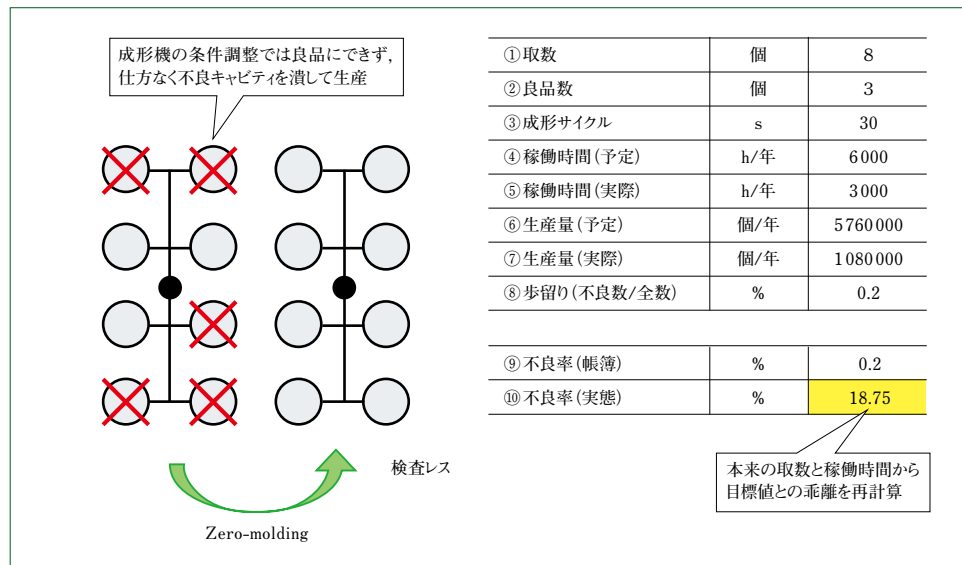 成形機の条件調整では良品にできず,
仕方なく不良キャビティを潰して生産
検査レス
Zero-molding
①取数 個 8
②良品数 個 3
③成形サイクル s 30
④稼働時間(予定) h/年 6000
⑤稼働時間(実際) h/年 3000
⑥生産量(予定) 個/年 5760000
⑦生産量(実際) 個/年 1080000
⑧歩留り(不良数/全数) % 0.2
⑨不良率(帳簿) % 0.2
⑩不良率(実態) % 18.75
本来の取数と稼働時間から
目標値との乖離を再計算